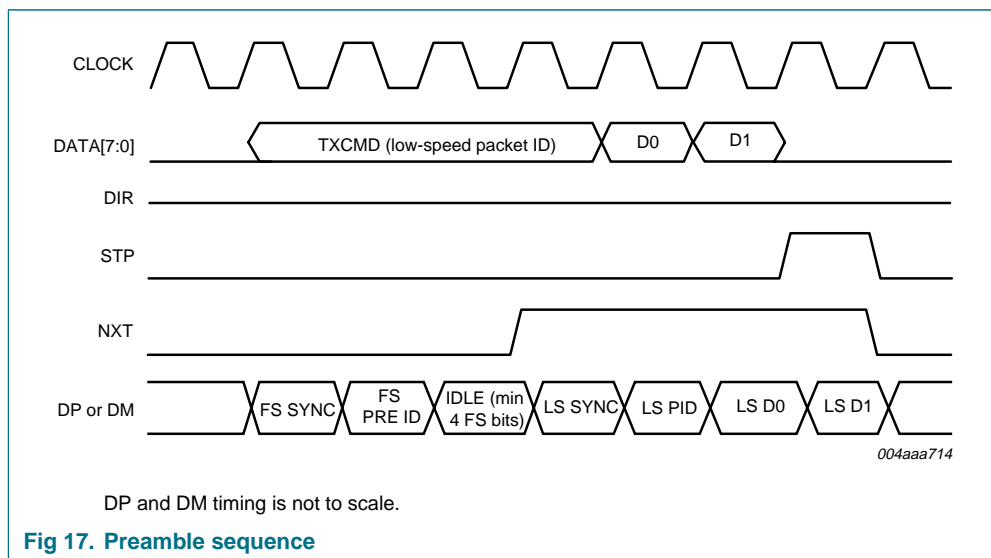 CLOCK
DATA[7:0]
TXCMD (low-speed packet ID)
D0
D1
DIR
STP
NXT
DP or DM
FS SYNC
FS
PRE ID
IDLE (min
4 FS bits)
LS SYNC
LS PID
LS D0
LS D1
004aaa714
DP and DM timing is not to scale.
Fig 17. Preamble sequence